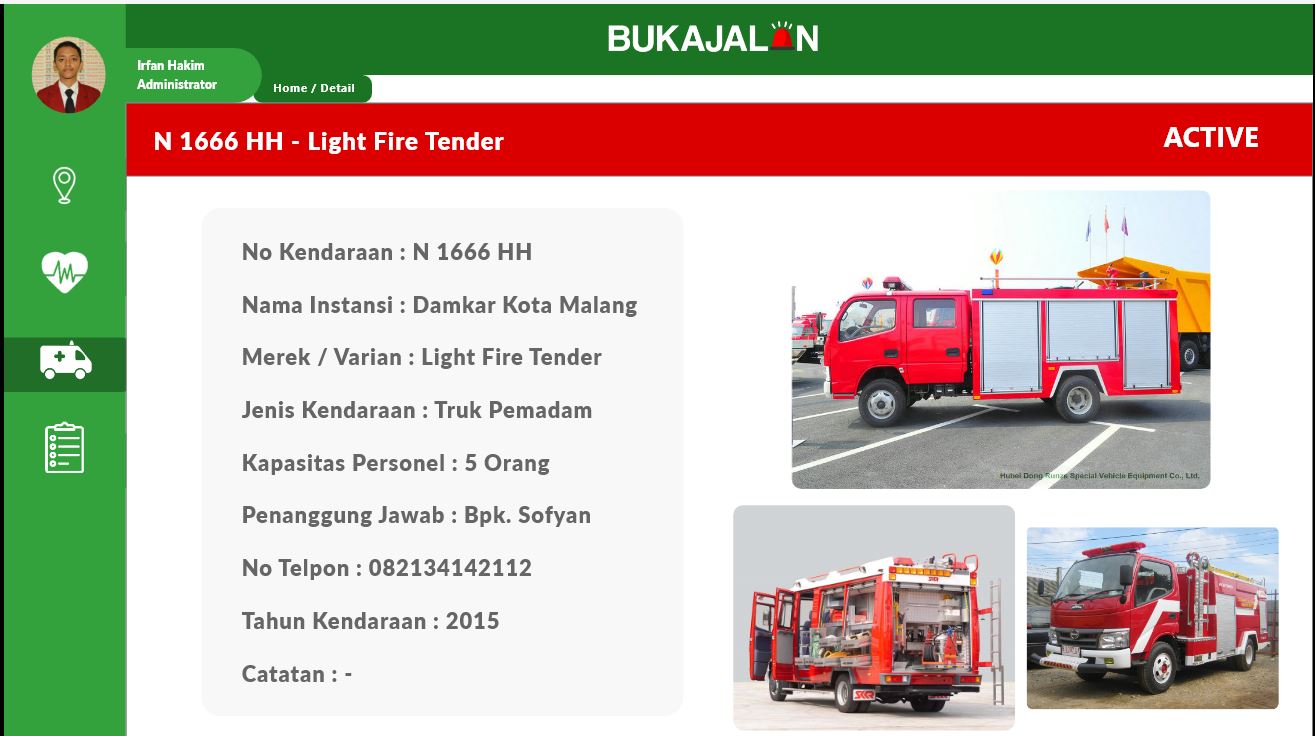 BUKAJALAN
Irfan Hakim
Administrator
Home / Detail
N 1666 HH - Light Fire Tender
ACTIVE
No Kendaraan : N 1666 HH
Nama Instansi : Damkar Kota Malang
Merek / Varian : Light Fire Tender
Jenis Kendaraan : Truk Pemadam
Kapasitas Personel : 5 Orang
Penanggung Jawab : Bpk. Sofyan
No Telpon : 082134142112
Tahun Kendaraan : 2015
Catatan : -
Hubei Dong Runze Special Vehicle Equipment Co., Ltd.